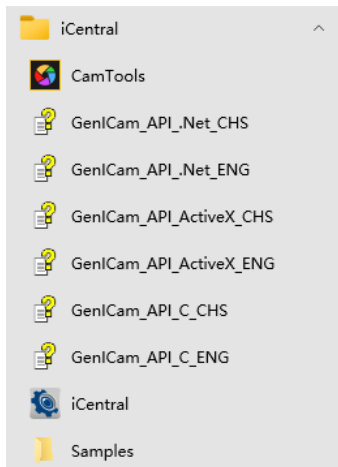 iCentral
CamTools
GenICam_API_.Net_CHS
GenICam_API_.Net_ENG
GenICam_API_ActiveX_CHS
GenICam_API_ActiveX_ENG
GenICam_API_C_CHS
GenICam_API_C_ENG
iCentral
Samples